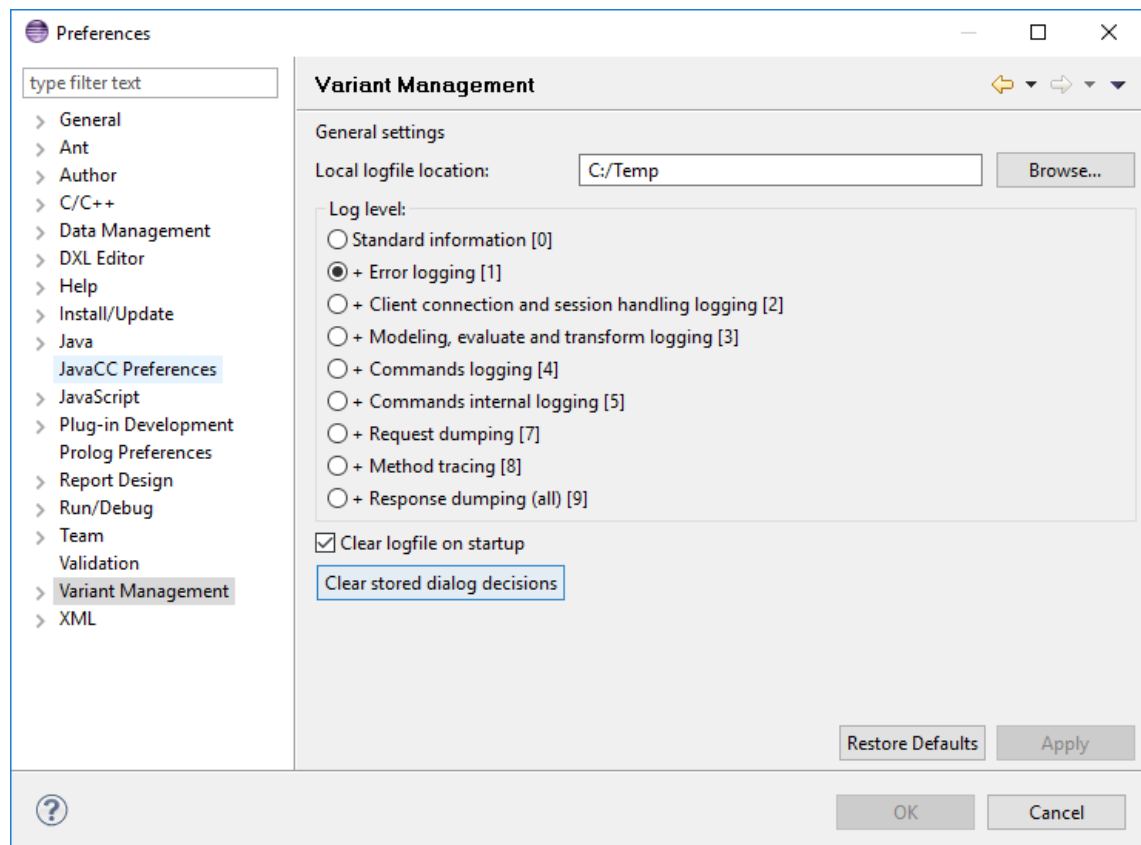 Preferences
type filter text
General
Ant
Author
C/C++
Data Management
DXL Editor
Help
Install/Update
Java
JavaCC Preferences
JavaScript
Plug-in Development
Prolog Preferences
Report Design
Run/Debug
Team
Validation
Variant Management
XML
Variant Management
General settings
Local logfile location: C:/Temp Browse...
Log level:
Standard information [0]
+ Error logging [1]
+ Client connection and session handling logging [2]
+ Modeling, evaluate and transform logging [3]
+ Commands logging [4]
+ Commands internal logging [5]
+ Request dumping [7]
+ Method tracing [8]
+ Response dumping (all) [9]
Clear logfile on startup
Clear stored dialog decisions
Restore Defaults Apply
? OK Cancel